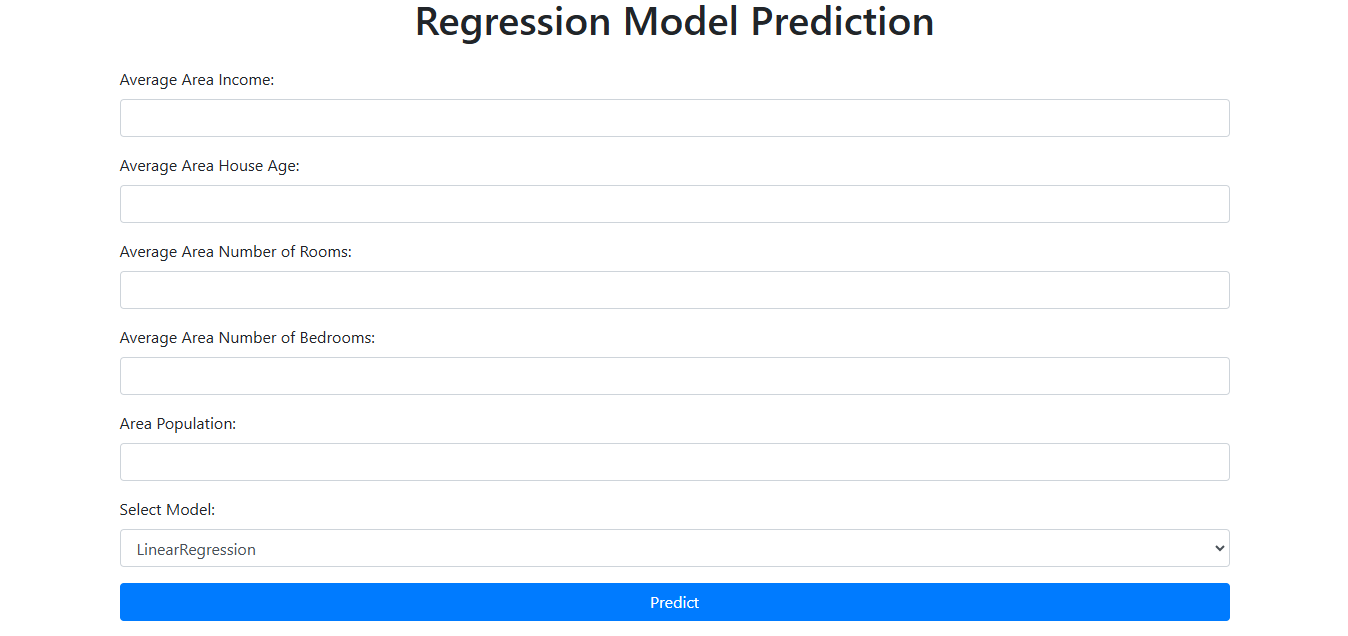 Regression Model Prediction
Average Area Income:
Average Area House Age:
Average Area Number of Rooms:
Average Area Number of Bedrooms:
Area Population:
Select Model:
LinearRegression
Predict